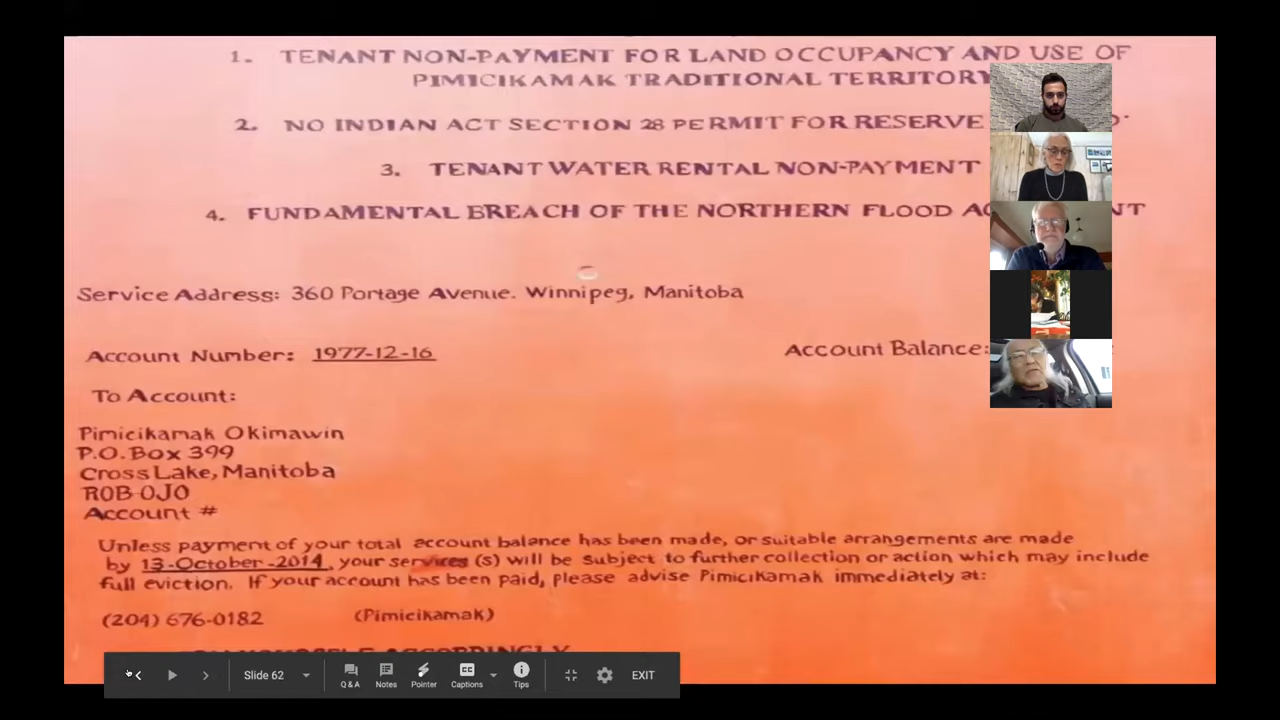 1. TENANT NON-PAYMENT FOR LAND OCCUPANCY AND USE OF
PIMICIKAMAK TRADITIONAL TERRITORY
2. NO INDIAN ACT SECTION 28 PERMIT FOR RESERVE
3. TENANT WATER RENTAL NON-PAYMENT
4. FUNDAMENTAL BREACH OF THE NORTHERN FLOOD
Service Address: 360 Portage Avenue. Winnipeg, Manitoba
Account Number: 1977-12-16
Account Balance:
To Account:
Pimicikamak Okimawin
P.O. Box 399
Cross Lake, Manitoba
ROB OJO
Account #
Unless payment of your total account balance has been made, or suitable arrangements are made
by 13-October-2014, your services (s) will be subject to further collection or action which may include
full eviction. If your account has been paid, please advise Pimicikamak immediately at:
(204) 676-0182 (Pimicikamak)
ACCORDINGLY
Slide 62 Q & A Notes Pointer CC Captions Tips EXIT